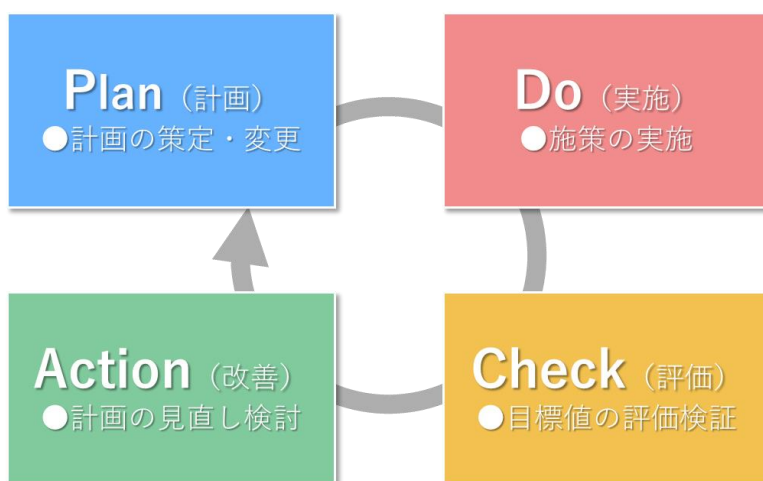 Plan（計画）
●計画の策定・変更
Do（実施）
●施策の実施
Action（改善）
●計画の見直し検討
Check（評価）
●目標値の評価検証